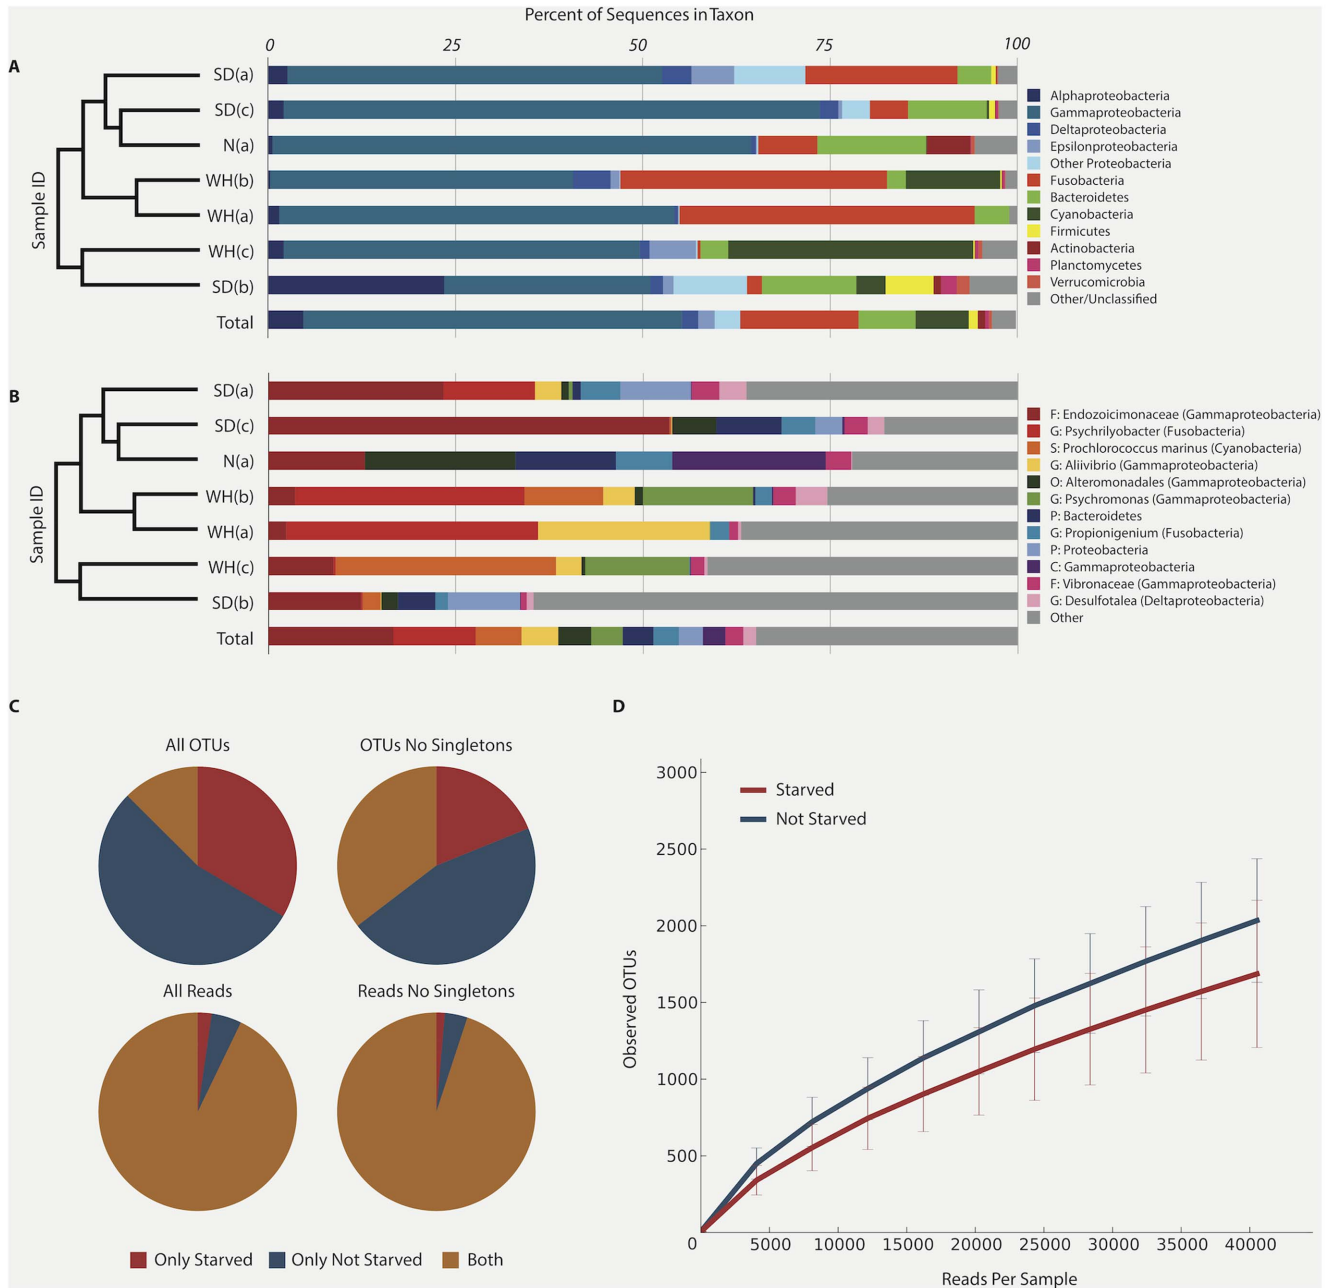 Percent of Sequences in Taxon
0 25 50 75 100
A
Sample ID
SD(a)
SD(c)
N(a)
WH(b)
WH(a)
WH(c)
SD(b)
Total
Alphaproteobacteria
Gammaproteobacteria
Deltaproteobacteria
Epsilonproteobacteria
Other Proteobacteria
Fusobacteria
Bacteroidetes
Cyanobacteria
Firmicutes
Actinobacteria
Planctomycetes
Verrucomicrobia
Other/Unclassified
B
Sample ID
SD(a)
SD(c)
N(a)
WH(b)
WH(a)
WH(c)
SD(b)
Total
F: Endozoicimonaceae (Gammaproteobacteria)
G: Psychrilyobacter (Fusobacteria)
S: Prochlorococcus marinus (Cyanobacteria)
G: Aliivibrio (Gammaproteobacteria)
O: Alteromonadales (Gammaproteobacteria)
G: Psychromonas (Gammaproteobacteria)
P: Bacteroidetes
G: Propionigenium (Fusobacteria)
P: Proteobacteria
C: Gammaproteobacteria
F: Vibronaceae (Gammaproteobacteria)
G: Desulfotalea (Deltaproteobacteria)
Other
C
All OTUs
OTUs No Singletons
All Reads
Reads No Singletons
Only Starved
Only Not Starved
Both
D
Starved
Not Starved
Observed OTUs
3000
2500
2000
1500
1000
500
0 5000 10000 15000 20000 25000 30000 35000 40000
Reads Per Sample